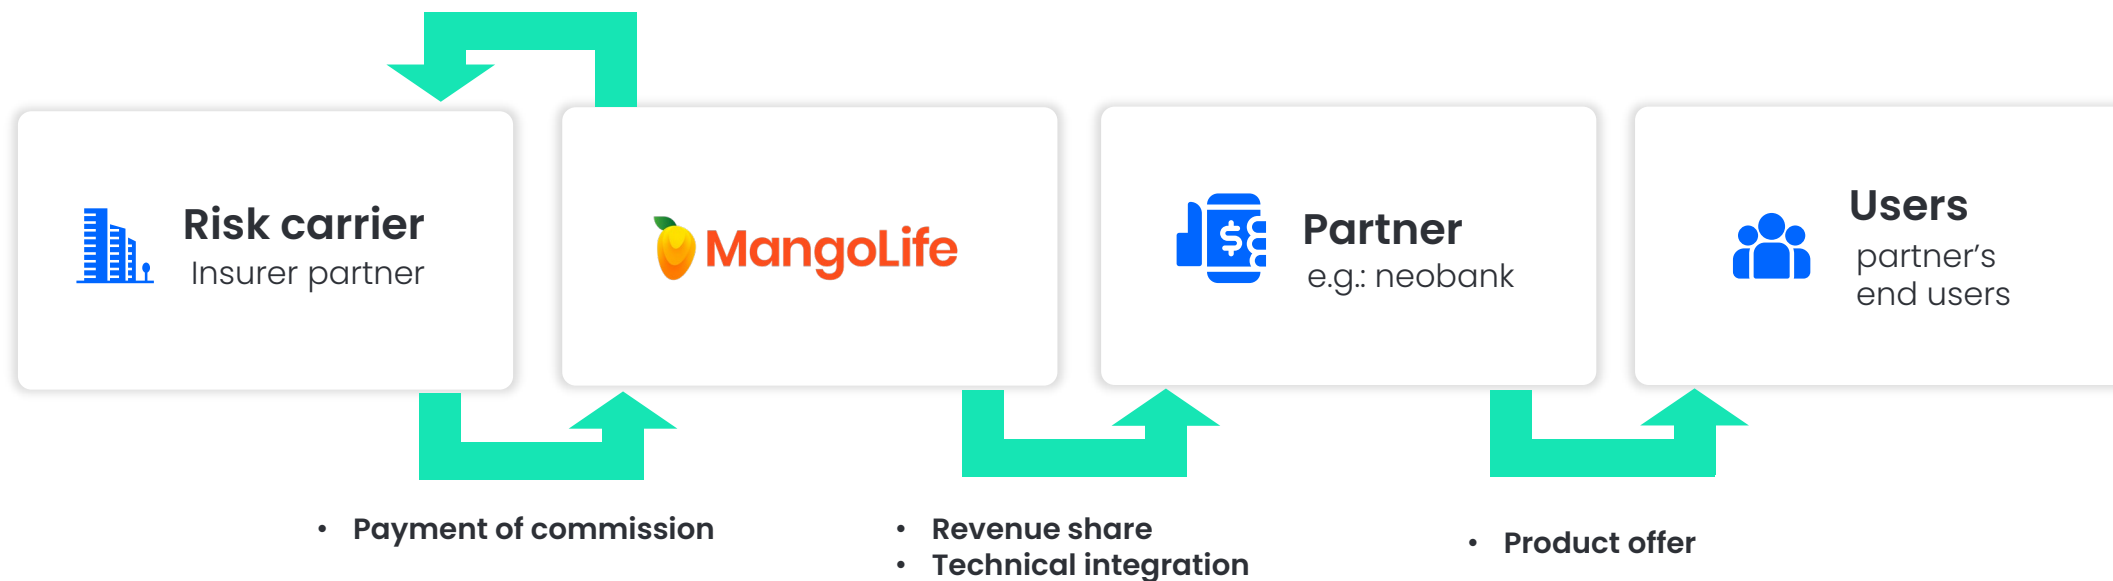 Risk carrier
Insurer partner
MangoLife
Partner
e.g.: neobank
Users
partner’s
end users
• Payment of commission
• Revenue share
• Technical integration
• Product offer